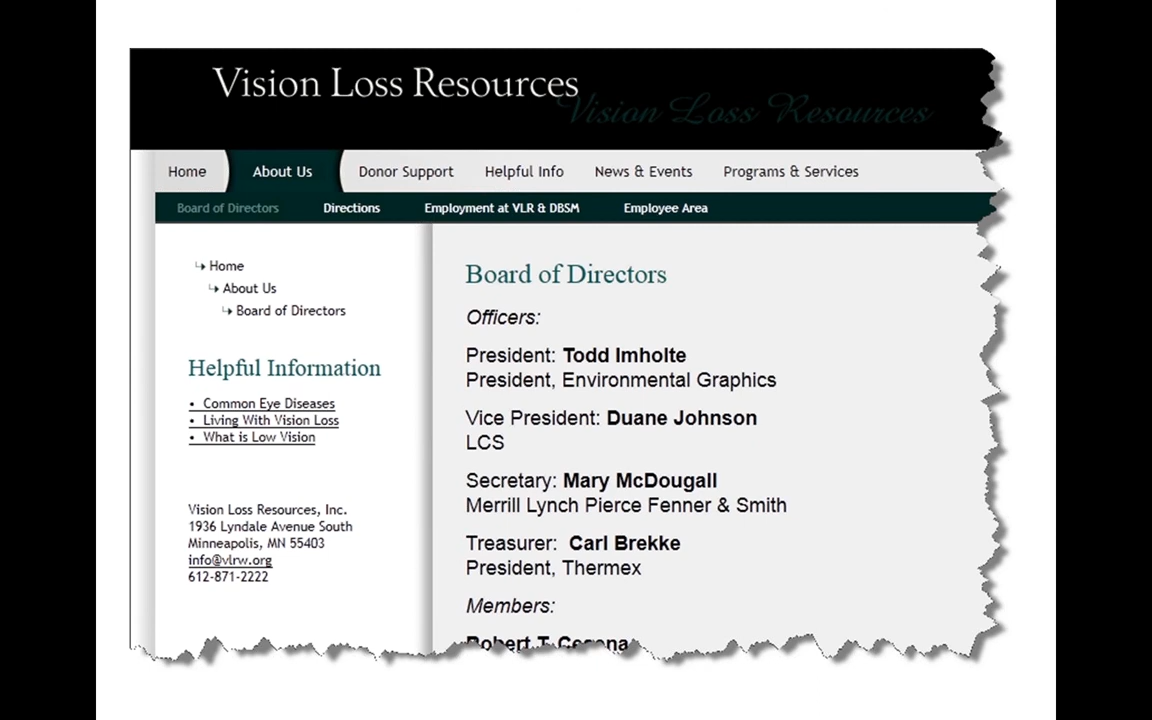 Vision Loss Resources
Vision Loss Resources
Home About Us Donor Support Helpful Info News & Events Programs & Services
Board of Directors Directions Employment at VLR & DBSM Employee Area
Home
About Us
Board of Directors
Helpful Information
• Common Eye Diseases
• Living With Vision Loss
• What is Low Vision
Vision Loss Resources, Inc.
1936 Lyndale Avenue South
Minneapolis, MN 55403
info@vlrw.org
612-871-2222
Board of Directors
Officers:
President: Todd Imholte
President, Environmental Graphics
Vice President: Duane Johnson
LCS
Secretary: Mary McDougall
Merrill Lynch Pierce Fenner & Smith
Treasurer: Carl Brekke
President, Thermex
Members:
Robert T.